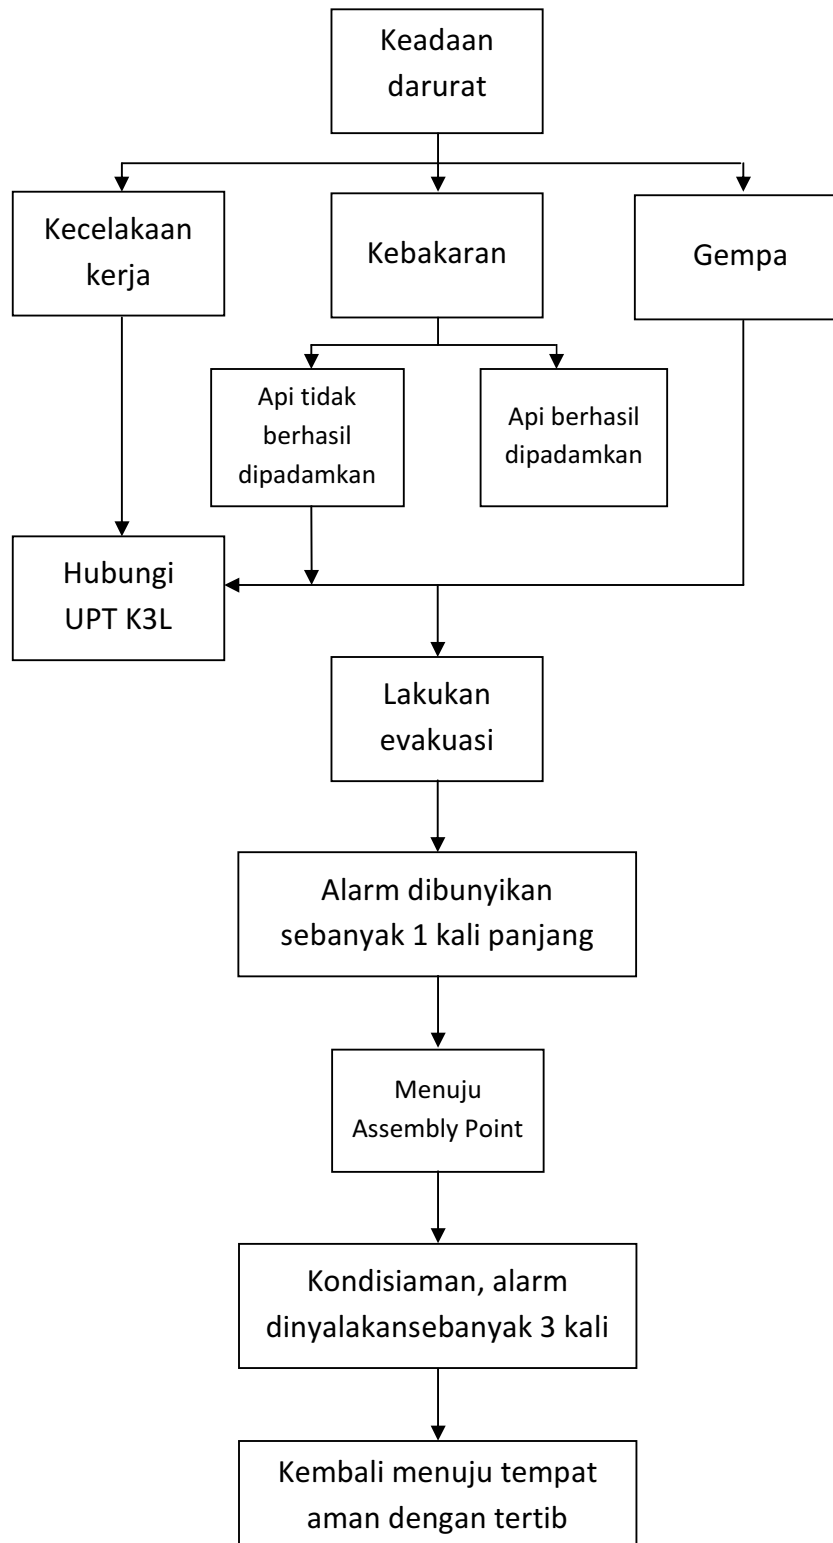 Keadaan
darurat
Kecelakaan
kerja
Kebakaran
Gempa
Api tidak
berhasil
dipadamkan
Api berhasil
dipadamkan
Hubungi
UPT K3L
Lakukan
evakuasi
Alarm dibunyikan
sebanyak 1 kali panjang
Menuju
Assembly Point
Kondisiaman, alarm
dinyalakansebanyak 3 kali
Kembali menuju tempat
aman dengan tertib